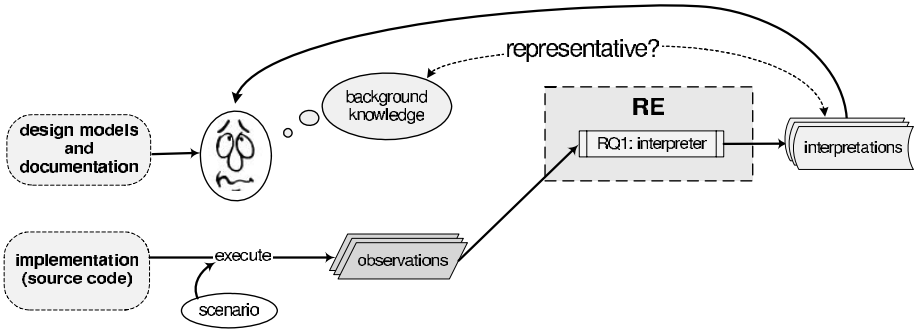 representative?
background
knowledge
RE
design models
and
documentation
RQ1: interpreter
interpretations
implementation
(source code)
execute
observations
scenario